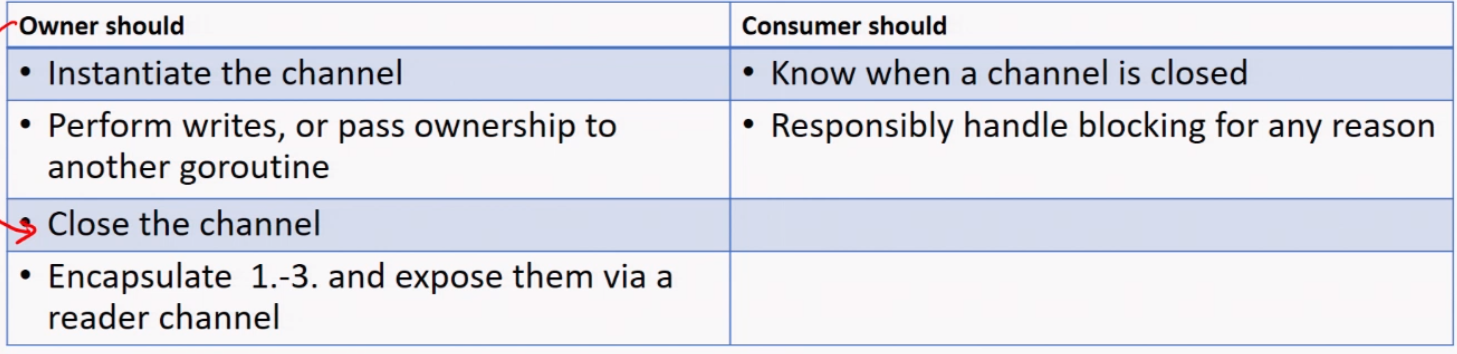 Owner should
Consumer should
• Instantiate the channel
• Know when a channel is closed
• Perform writes, or pass ownership to
another goroutine
• Responsibly handle blocking for any reason
• Close the channel
• Encapsulate  1.-3. and expose them via a
reader channel